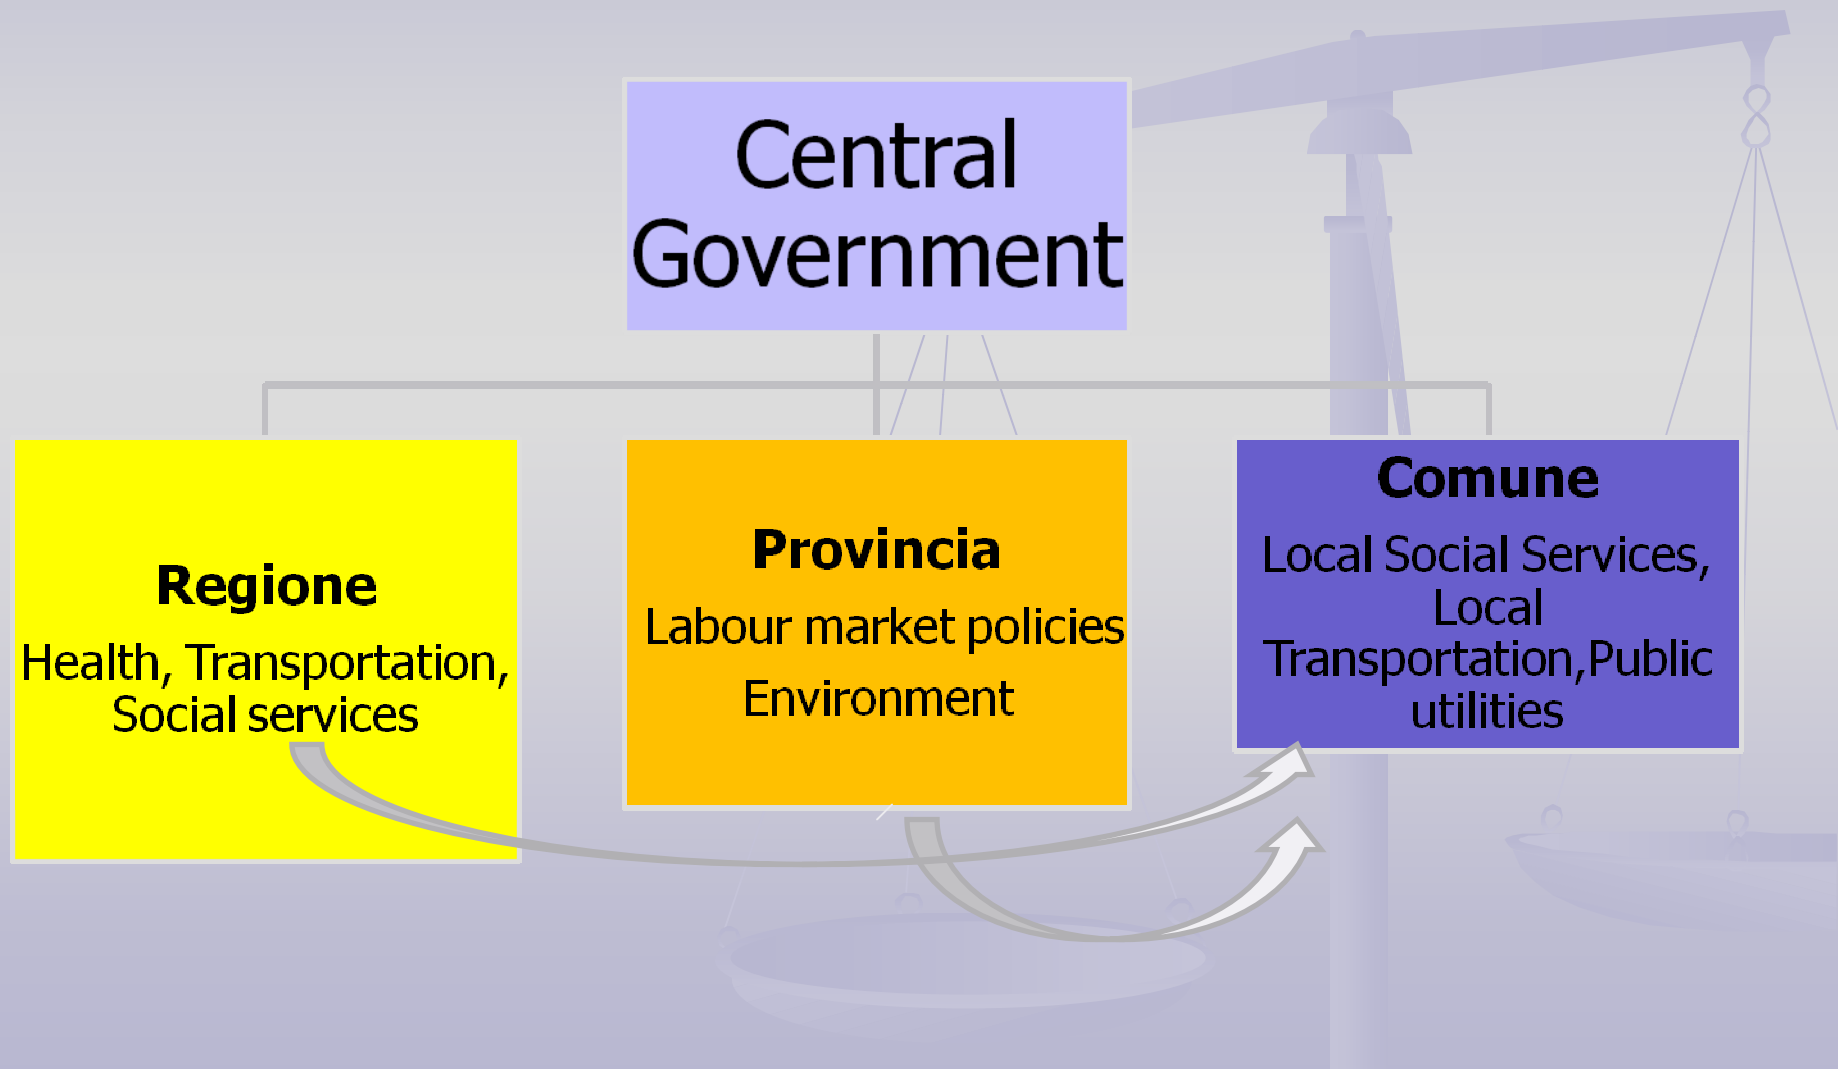 Central
Government
Regione
Health, Transportation,
Social services
Provincia
Labour market policies
Environment
Comune
Local Social Services,
Local
Transportation,Public
utilities